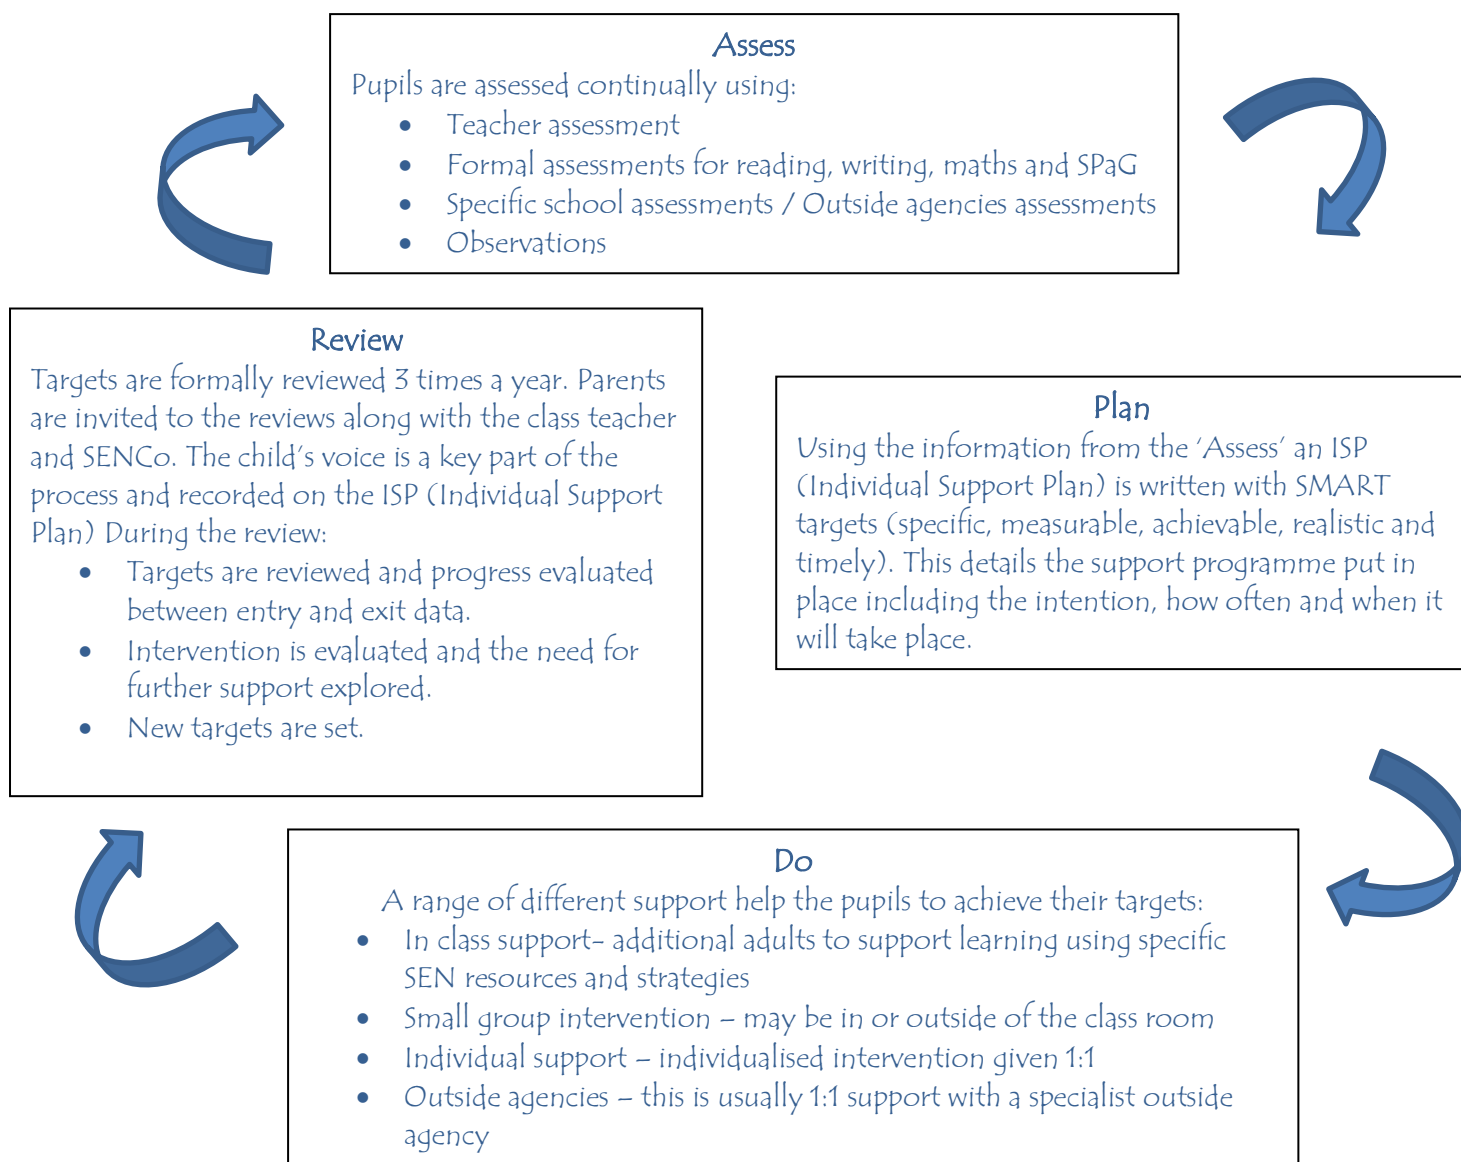 Assess
Pupils are assessed continually using:
• Teacher assessment
• Formal assessments for reading, writing, maths and SPaG
• Specific school assessments / Outside agencies assessments
• Observations
Plan
Using the information from the ‘Assess’ an ISP
(Individual Support Plan) is written with SMART
targets (specific, measurable, achievable, realistic and
timely). This details the support programme put in
place including the intention, how often and when it
will take place.
Do
A range of different support help the pupils to achieve their targets:
• In class support– additional adults to support learning using specific
SEN resources and strategies
• Small group intervention – may be in or outside of the class room
• Individual support – individualised intervention given 1:1
• Outside agencies – this is usually 1:1 support with a specialist outside
agency
Review
Targets are formally reviewed 3 times a year. Parents
are invited to the reviews along with the class teacher
and SENCo. The child’s voice is a key part of the
process and recorded on the ISP (Individual Support
Plan) During the review:
• Targets are reviewed and progress evaluated
between entry and exit data.
• Intervention is evaluated and the need for
further support explored.
• New targets are set.